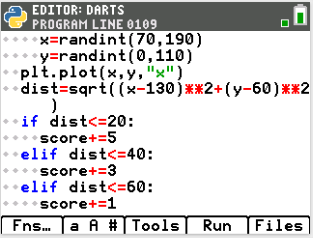 EDITOR: DARTS
PROGRAM LINE 0109
x=randint(70,190)
y=randint(0,110)
plt.plot(x,y,"x")
dist=sqrt((x-130)**2+(y-60)**2
)
if dist<=20:
score+=5
elif dist<=40:
score+=3
elif dist<=60:
score+=1
Fns… a A # Tools Run Files